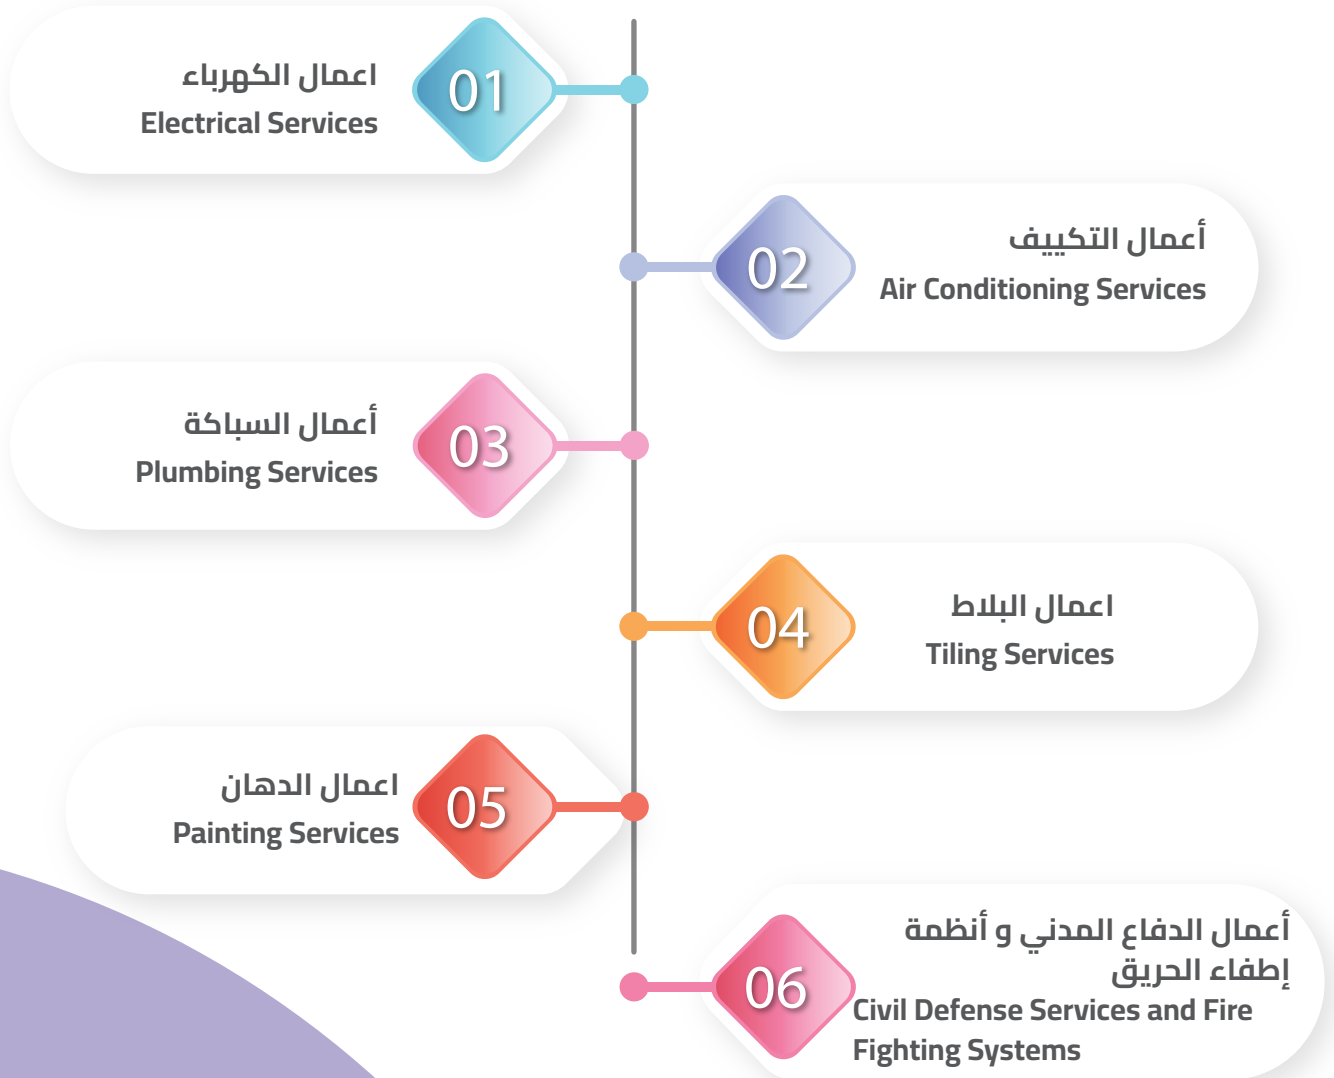 اعمال الكهرباء
Electrical Services
01
02
أعمال التكييف
Air Conditioning Services
أعمال السباكة
Plumbing Services
03
04
اعمال البلاط
Tiling Services
اعمال الدهان
Painting Services
05
06
أعمال الدفاع المدني و أنظمة
إطفاء الحريق
Civil Defense Services and Fire
Fighting Systems